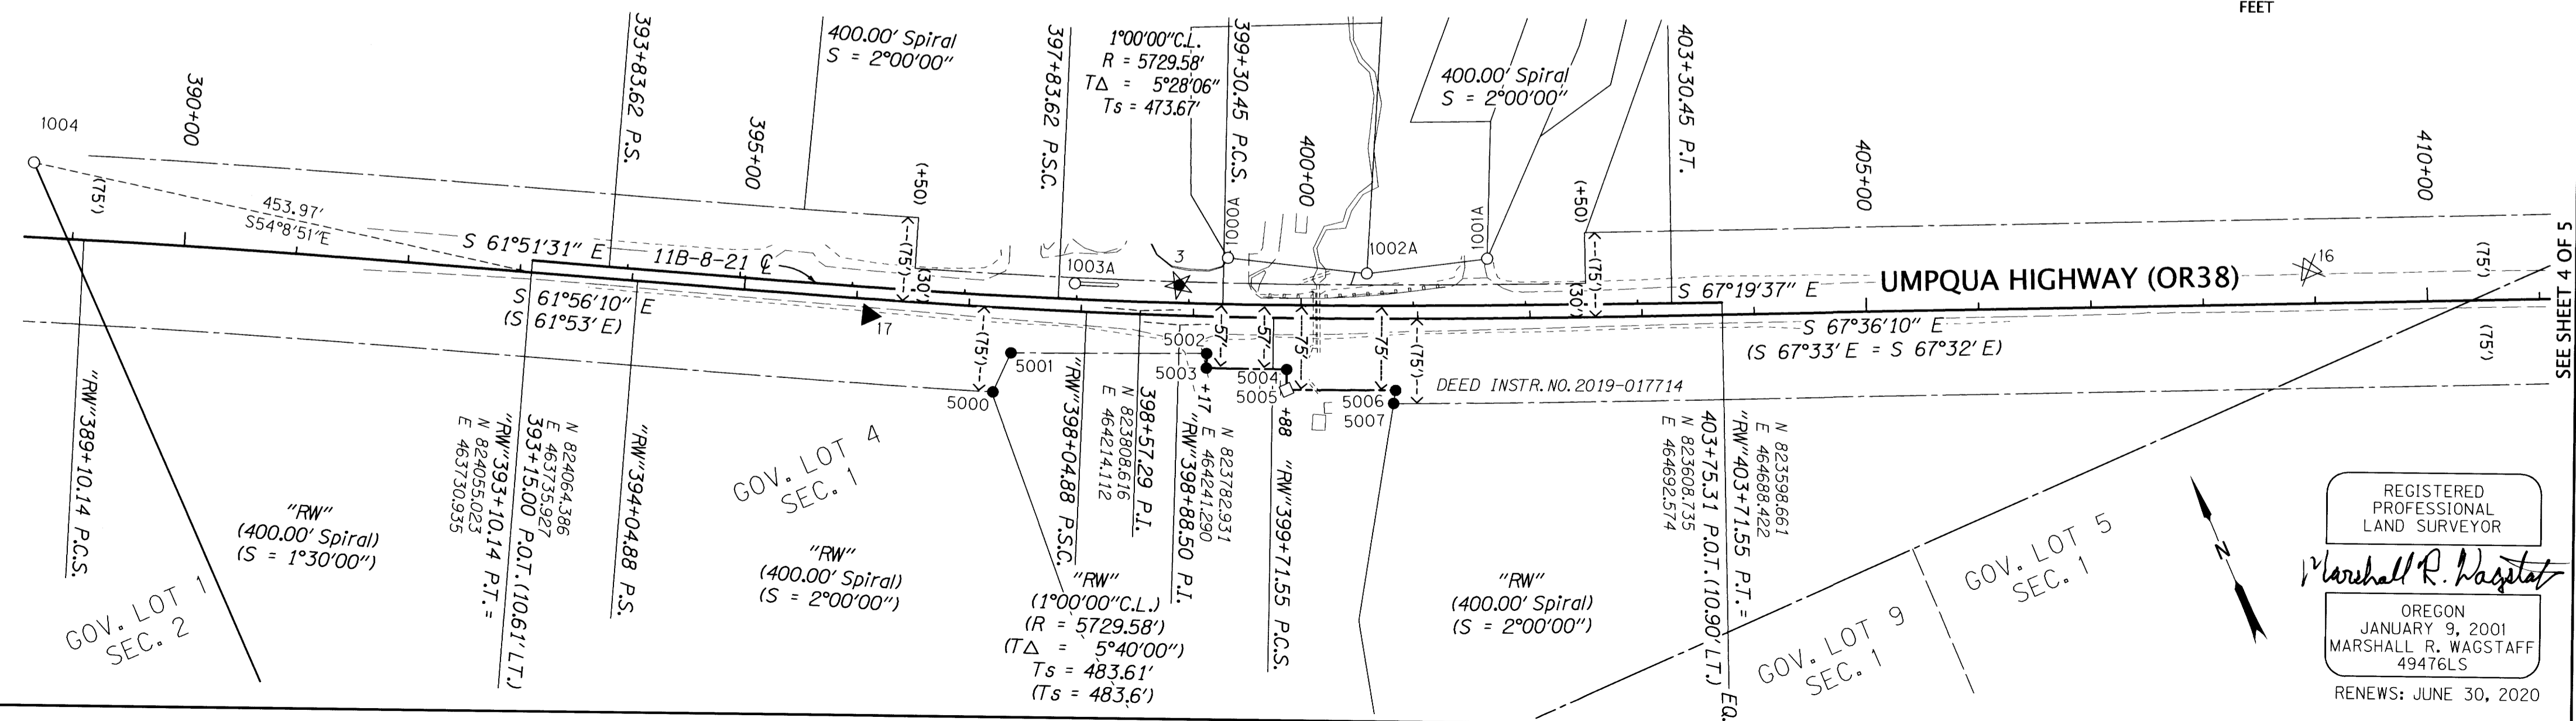 FEET
1004
390+00
(75')
453.97'
S54°8'51"E
393+83.62 P.S.
395+00
400.00' Spiral
S = 2°00'00"
(+50)
397+83.62 P.S.C.
1°00'00"C.L.
R = 5729.58'
T∆ = 5°28'06"
Ts = 473.67'
399+30.45 P.C.S.
400+00
400.00' Spiral
S = 2°00'00"
(+50)
403+30.45 P.T.
405+00
410+00
S 61°51'31" E
11B-8-21 ℄
(75')
(30')
1003A
3
1000A
1002A
1001A
(75')
(30')
S 67°19'37" E
UMPQUA HIGHWAY (OR38)
16
(75')
SEE SHEET 4 OF 5
S 61°56'10" E
(S 61°53' E)
17
(75')
5000
5001
5002
5003
57'
57'
5004
5005
75'
75'
5006
5007
(75')
DEED INSTR. NO. 2019-017714
S 67°36'10" E
(S 67°33' E = S 67°32' E)
(75')
"RW"389+10.14 P.C.S.
GOV. LOT 1
SEC. 2
"RW"
(400.00' Spiral)
(S = 1°30'00")
E 463730.935
N 824055.023
"RW"393+10.14 P.T. =
393+15.00 P.O.T.(10.61' LT.)
E 463735.927
N 824064.386
"RW"394+04.88 P.S.
GOV. LOT 4
SEC. 1
"RW"
(400.00' Spiral)
(S = 2°00'00")
"RW"398+04.88 P.S.C.
E 464214.112
N 823808.616
398+57.29 P.I.
"RW"398+88.50 P.I.
+17
E 464241.290
N 823782.931
+88
"RW"399+71.55 P.C.S.
"RW"
(1°00'00"C.L.)
(R = 5729.58')
(T∆ = 5°40'00")
Ts = 483.61'
(Ts = 483.6')
"RW"
(400.00' Spiral)
(S = 2°00'00")
E 464692.574
N 823608.735
403+75.31 P.O.T.(10.90' LT.)
"RW"403+71.55 P.T. =
E 464688.422
N 823598.661
EQ.
GOV. LOT 9
SEC. 1
GOV. LOT 5
SEC. 1
N
REGISTERED
PROFESSIONAL
LAND SURVEYOR
Marshall R. Wagstaff
OREGON
JANUARY 9, 2001
MARSHALL R. WAGSTAFF
49476LS
RENEWS: JUNE 30, 2020